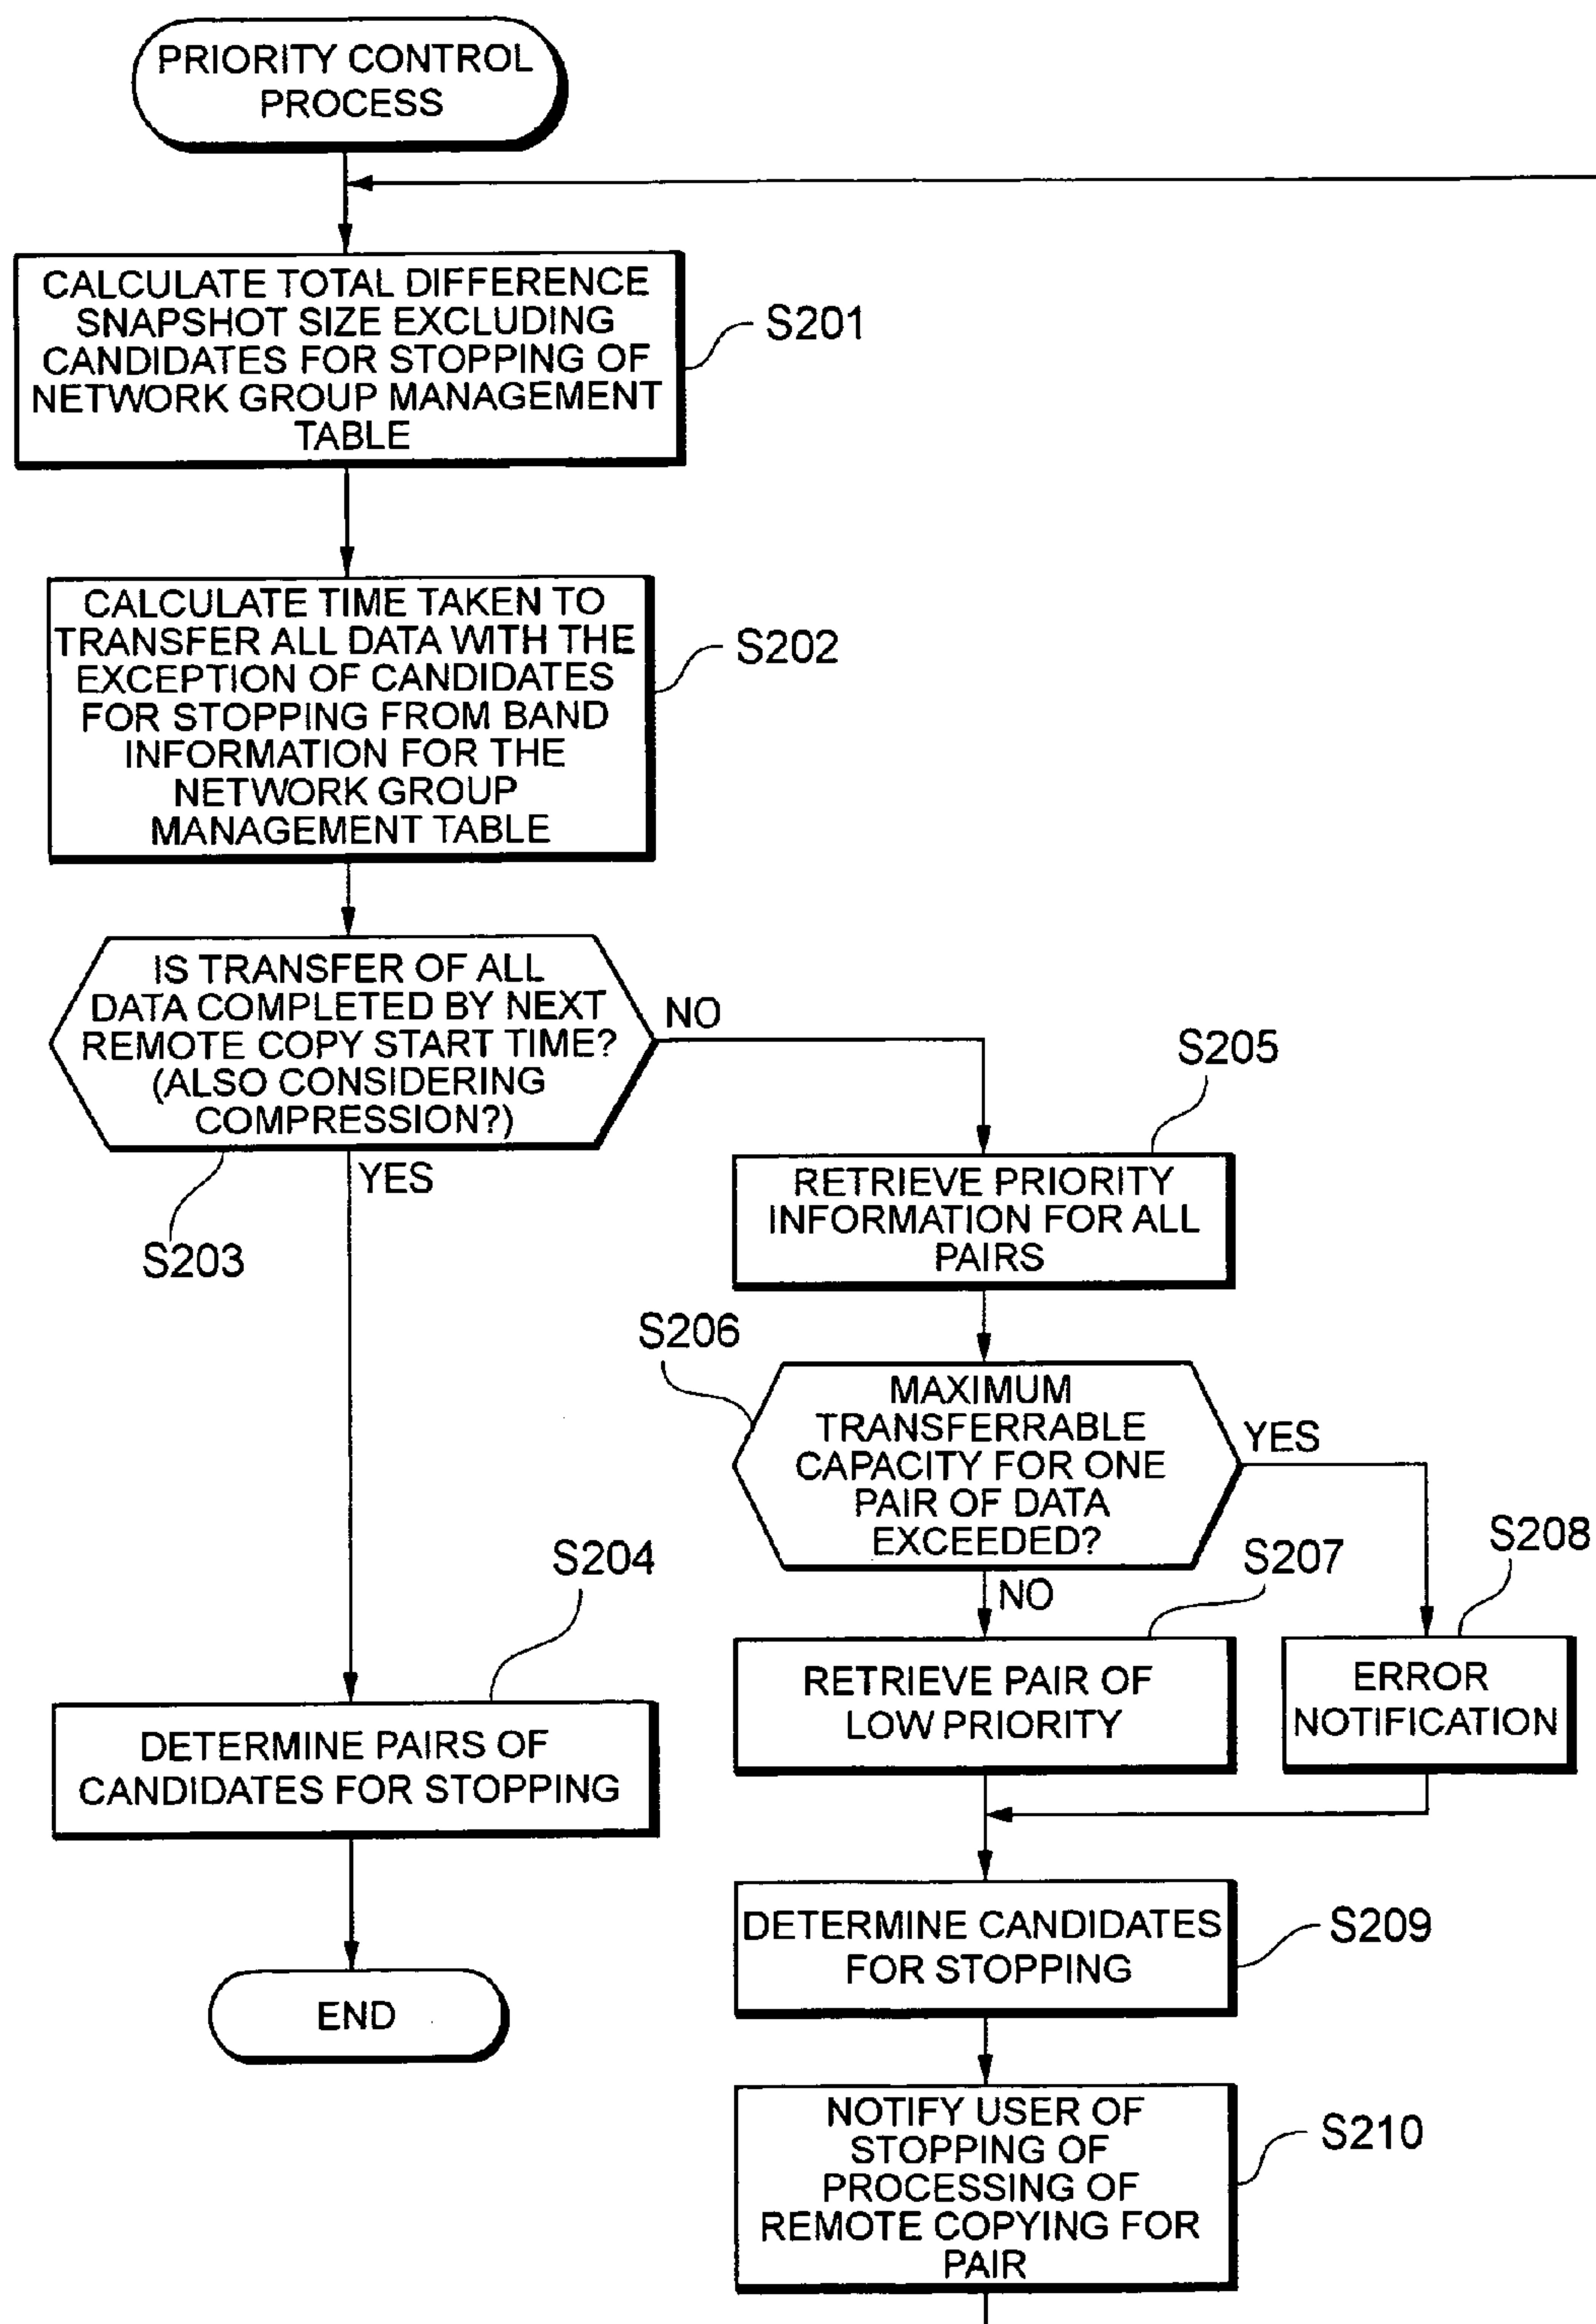 PRIORITY CONTROL
PROCESS
CALCULATE TOTAL DIFFERENCE
SNAPSHOT SIZE EXCLUDING
CANDIDATES FOR STOPPING OF
NETWORK GROUP MANAGEMENT
TABLE
S201
CALCULATE TIME TAKEN TO
TRANSFER ALL DATA WITH THE
EXCEPTION OF CANDIDATES
FOR STOPPING FROM BAND
INFORMATION FOR THE
NETWORK GROUP
MANAGEMENT TABLE
S202
IS TRANSFER OF ALL
DATA COMPLETED BY NEXT
REMOTE COPY START TIME?
(ALSO CONSIDERING
COMPRESSION?)
NO
YES
S203
S205
RETRIEVE PRIORITY
INFORMATION FOR ALL
PAIRS
S206
MAXIMUM
TRANSFERRABLE
CAPACITY FOR ONE
PAIR OF DATA
EXCEEDED?
YES
NO
S204
DETERMINE PAIRS OF
CANDIDATES FOR STOPPING
END
S207
RETRIEVE PAIR OF
LOW PRIORITY
S208
ERROR
NOTIFICATION
DETERMINE CANDIDATES
FOR STOPPING
S209
NOTIFY USER OF
STOPPING OF
PROCESSING OF
REMOTE COPYING FOR
PAIR
S210